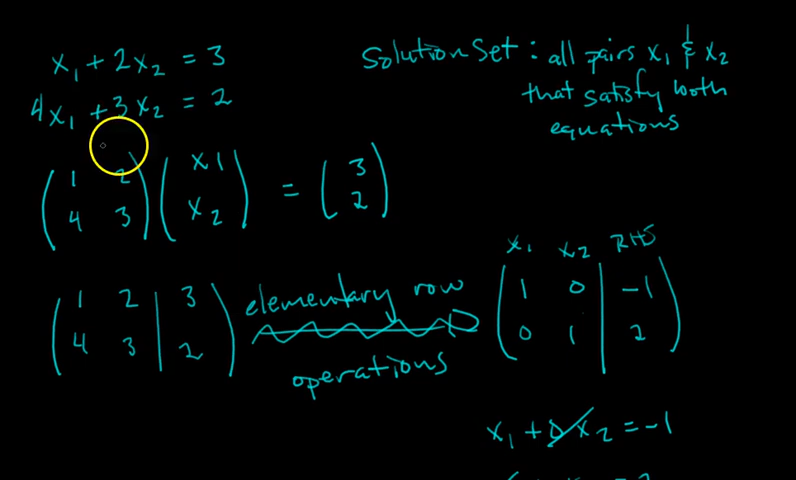 x₁ + 2x₂ = 3
4x₁ + 3x₂ = 2
Solution Set : all pairs x₁ & x₂
that satisfy both
equations
( 1 2 ) ( x1 ) = ( 3 )
( 4 3 ) ( x₂ ) ( 2 )
( 1 2 | 3 )
( 4 3 | 2 )
elementary row
operations
x₁ x₂ RHS
( 1 0 | -1 )
( 0 1 | 2 )
x₁ + 0x₂ = -1